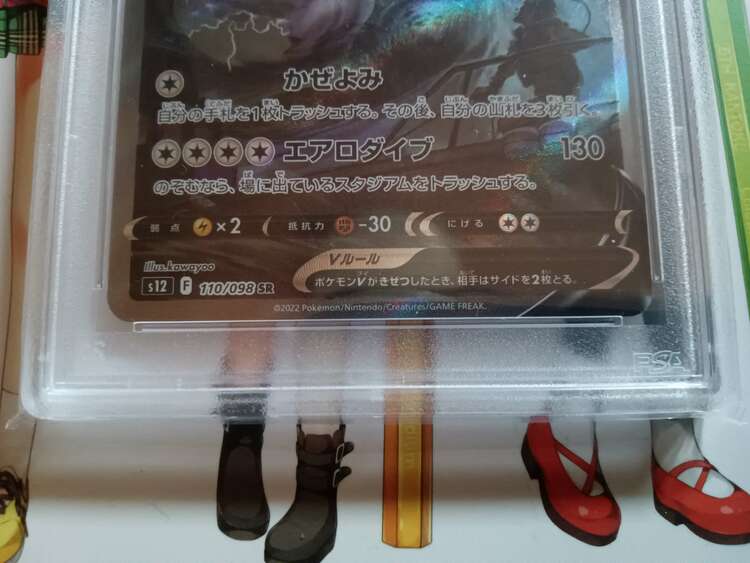 かぜよみ
自分の手札を1枚トラッシュする。その後、自分の山札を3枚引く。
エアロダイブ 130
のぞむなら、場に出ているスタジアムをトラッシュする。
弱点 ×2 抵抗力 -30 にげる
illus.kawayoo
Vルール
s12 F 110/098 SR
ポケモンVがきぜつしたとき、相手はサイドを2枚とる。
©2022 Pokémon/Nintendo/Creatures/GAME FREAK.
PSA